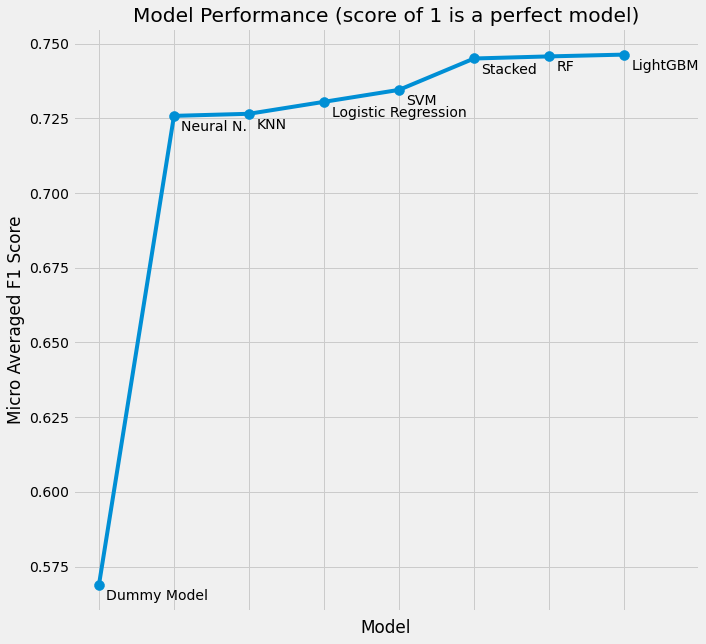 Model Performance (score of 1 is a perfect model)
0.750
0.725
0.700
0.675
0.650
0.625
0.600
0.575
Micro Averaged F1 Score
Dummy Model
Neural N.
KNN
Logistic Regression
SVM
Stacked
RF
LightGBM
Model